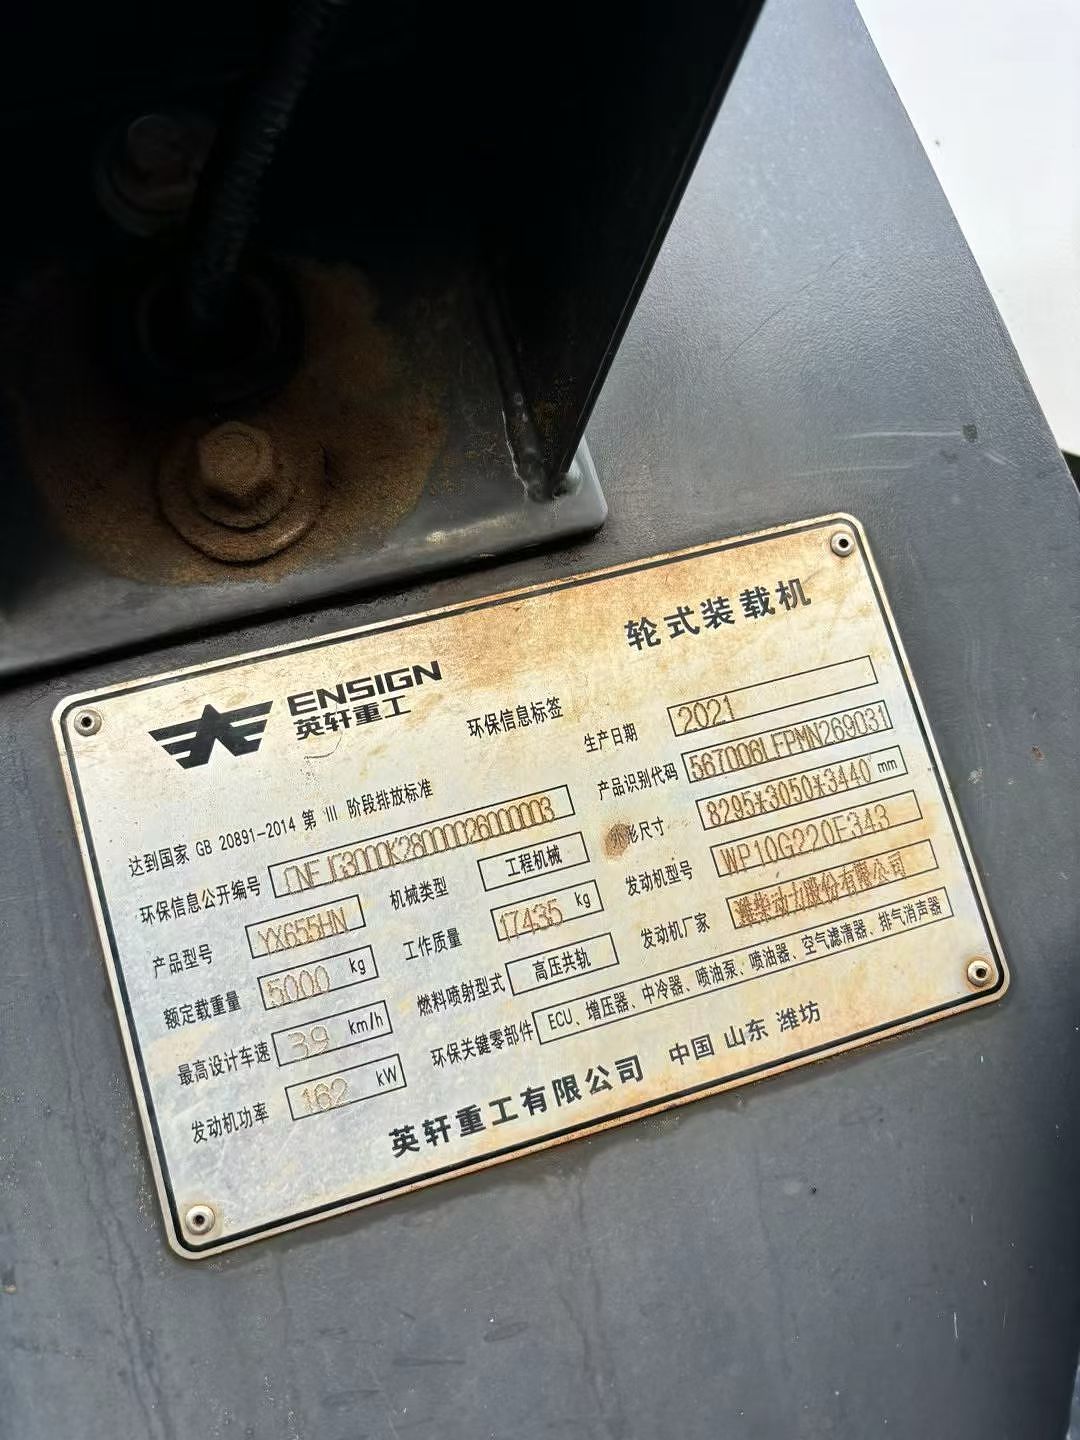 ENSIGN
英轩重工
轮式装载机
环保信息标签
达到国家 GB 20891-2014 第 III 阶段排放标准
生产日期 2021
环保信息公开编号
产品识别代码 567006LFPMN269031
产品型号 YX655HN
机械类型 工程机械
外形尺寸 8295*3050*3440 mm
额定载重量 5000 kg
工作质量 17435 kg
发动机型号 WP10G220E343
最高设计车速 39 km/h
燃料喷射型式 高压共轨
发动机厂家 潍柴动力股份有限公司
发动机功率 162 kW
环保关键零部件 ECU、增压器、中冷器、喷油泵、喷油器、空气滤清器、排气消声器
英轩重工有限公司 中国 山东 潍坊